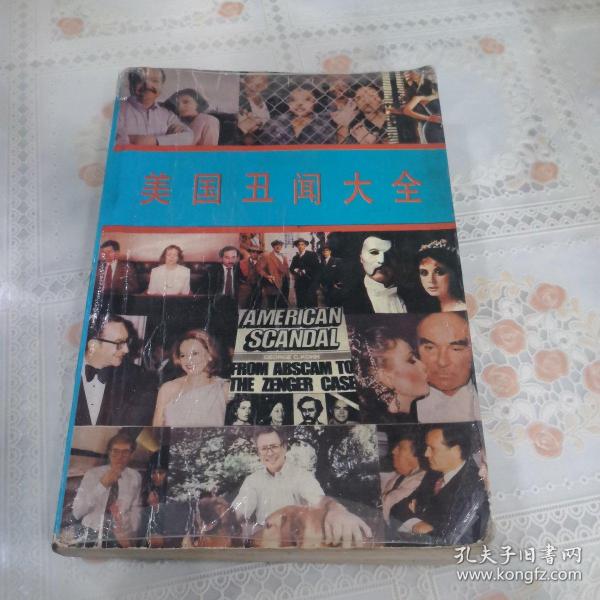 美国丑闻大全
AMERICAN
SCANDAL
GEORGE C. KOHN
FROM ABSCAM TO
THE ZENGER CASE
孔夫子旧书网
www.kongfz.com